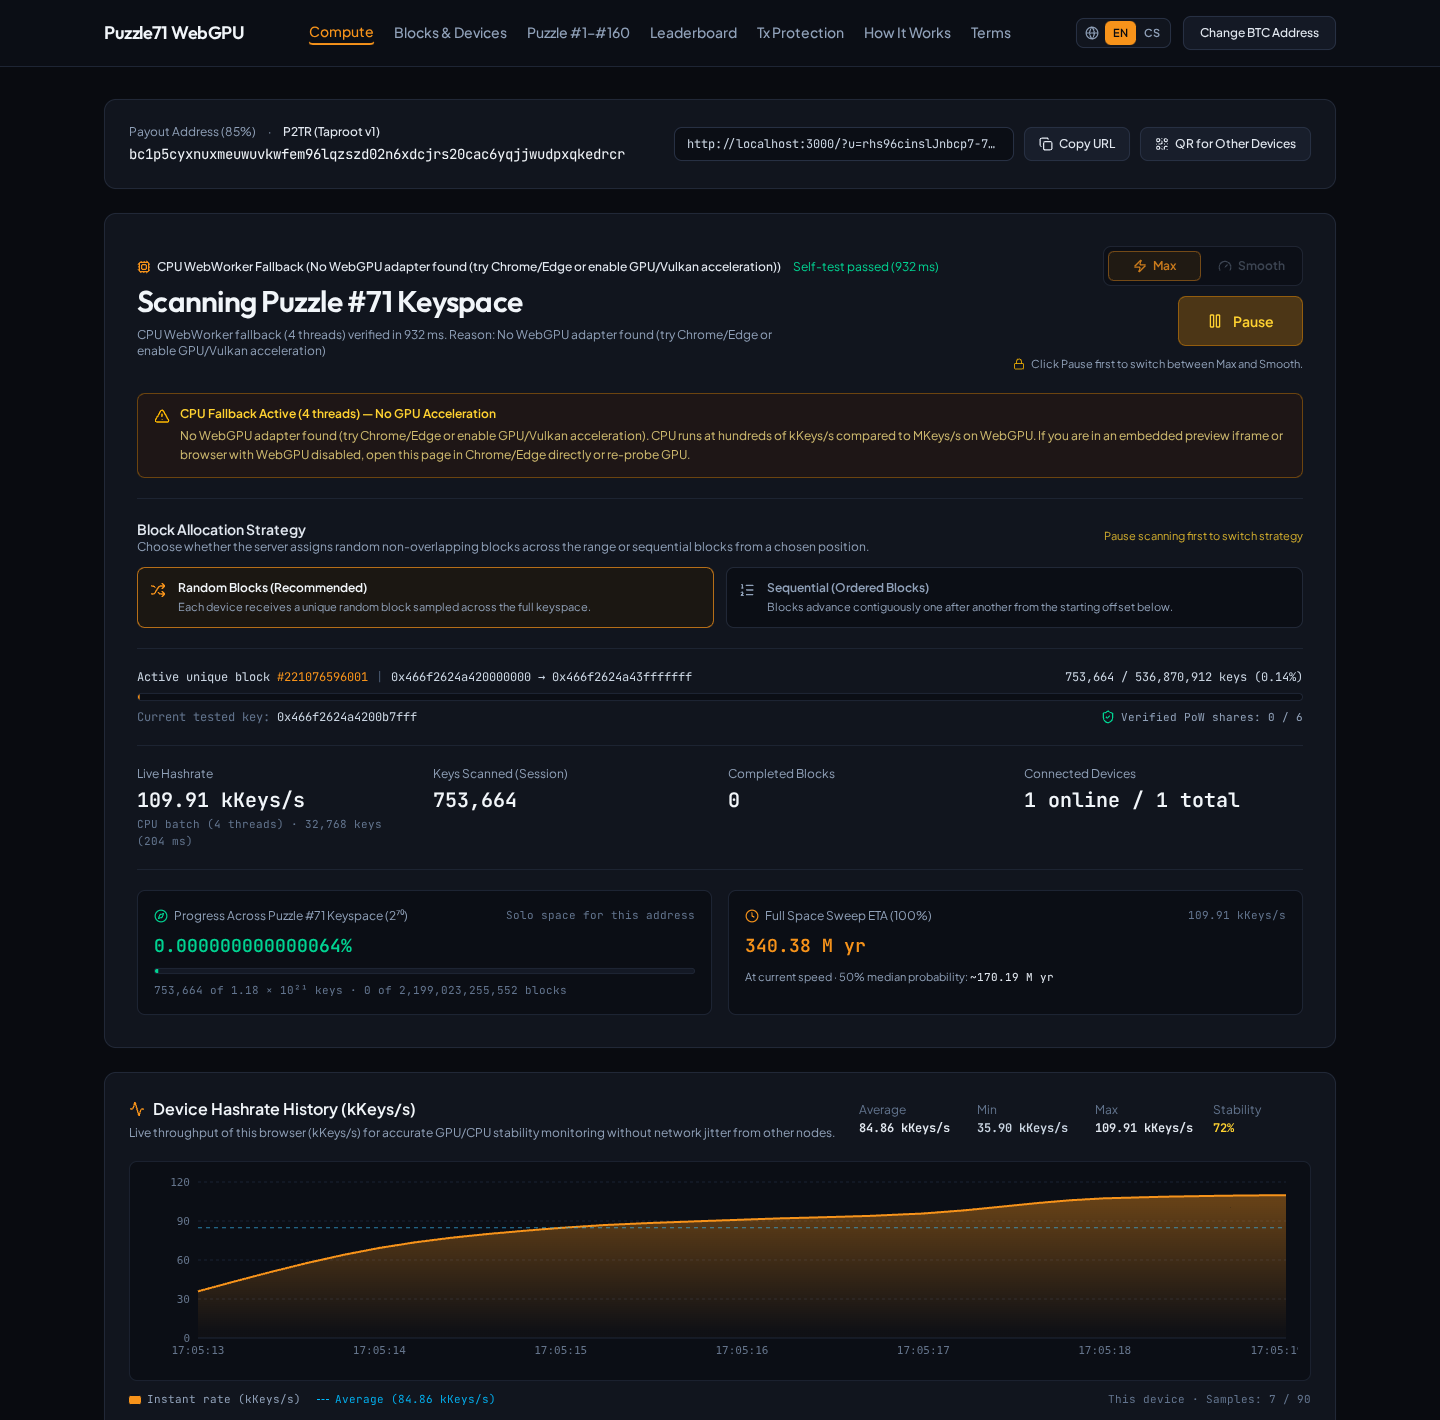 Puzzle71 WebGPU
Compute
Blocks & Devices
Puzzle #1–#160
Leaderboard
Tx Protection
How It Works
Terms
EN
CS
Change BTC Address
Payout Address (85%) · P2TR (Taproot v1)
bc1p5cyxnuxmeuwuvkwfem96lqzszd02n6xdcjrs20cac6yqjjwudpxqkedrcr
http://localhost:3000/?u=rhs96cinslJnbcp7-7…
Copy URL
QR for Other Devices
CPU WebWorker Fallback (No WebGPU adapter found (try Chrome/Edge or enable GPU/Vulkan acceleration))
Self-test passed (932 ms)
Max
Smooth
Scanning Puzzle #71 Keyspace
Pause
CPU WebWorker fallback (4 threads) verified in 932 ms. Reason: No WebGPU adapter found (try Chrome/Edge or
enable GPU/Vulkan acceleration)
Click Pause first to switch between Max and Smooth.
CPU Fallback Active (4 threads) — No GPU Acceleration
No WebGPU adapter found (try Chrome/Edge or enable GPU/Vulkan acceleration). CPU runs at hundreds of kKeys/s compared to MKeys/s on WebGPU. If you are in an embedded preview iframe or
browser with WebGPU disabled, open this page in Chrome/Edge directly or re-probe GPU.
Block Allocation Strategy
Choose whether the server assigns random non-overlapping blocks across the range or sequential blocks from a chosen position.
Pause scanning first to switch strategy
Random Blocks (Recommended)
Each device receives a unique random block sampled across the full keyspace.
Sequential (Ordered Blocks)
Blocks advance contiguously one after another from the starting offset below.
Active unique block #221076596001 | 0x466f2624a420000000 → 0x466f2624a43fffffff
753,664 / 536,870,912 keys (0.14%)
Current tested key: 0x466f2624a4200b7fff
Verified PoW shares: 0 / 6
Live Hashrate
109.91 kKeys/s
CPU batch (4 threads) · 32,768 keys
(204 ms)
Keys Scanned (Session)
753,664
Completed Blocks
0
Connected Devices
1 online / 1 total
Progress Across Puzzle #71 Keyspace (2⁷⁰)
Solo space for this address
0.000000000000064%
753,664 of 1.18 × 10²¹ keys · 0 of 2,199,023,255,552 blocks
Full Space Sweep ETA (100%)
109.91 kKeys/s
340.38 M yr
At current speed · 50% median probability: ~170.19 M yr
Device Hashrate History (kKeys/s)
Live throughput of this browser (kKeys/s) for accurate GPU/CPU stability monitoring without network jitter from other nodes.
Average
84.86 kKeys/s
Min
35.90 kKeys/s
Max
109.91 kKeys/s
Stability
72%
120
90
60
30
0
17:05:13
17:05:14
17:05:15
17:05:16
17:05:17
17:05:18
17:05:1
Instant rate (kKeys/s)
--- Average (84.86 kKeys/s)
This device · Samples: 7 / 90